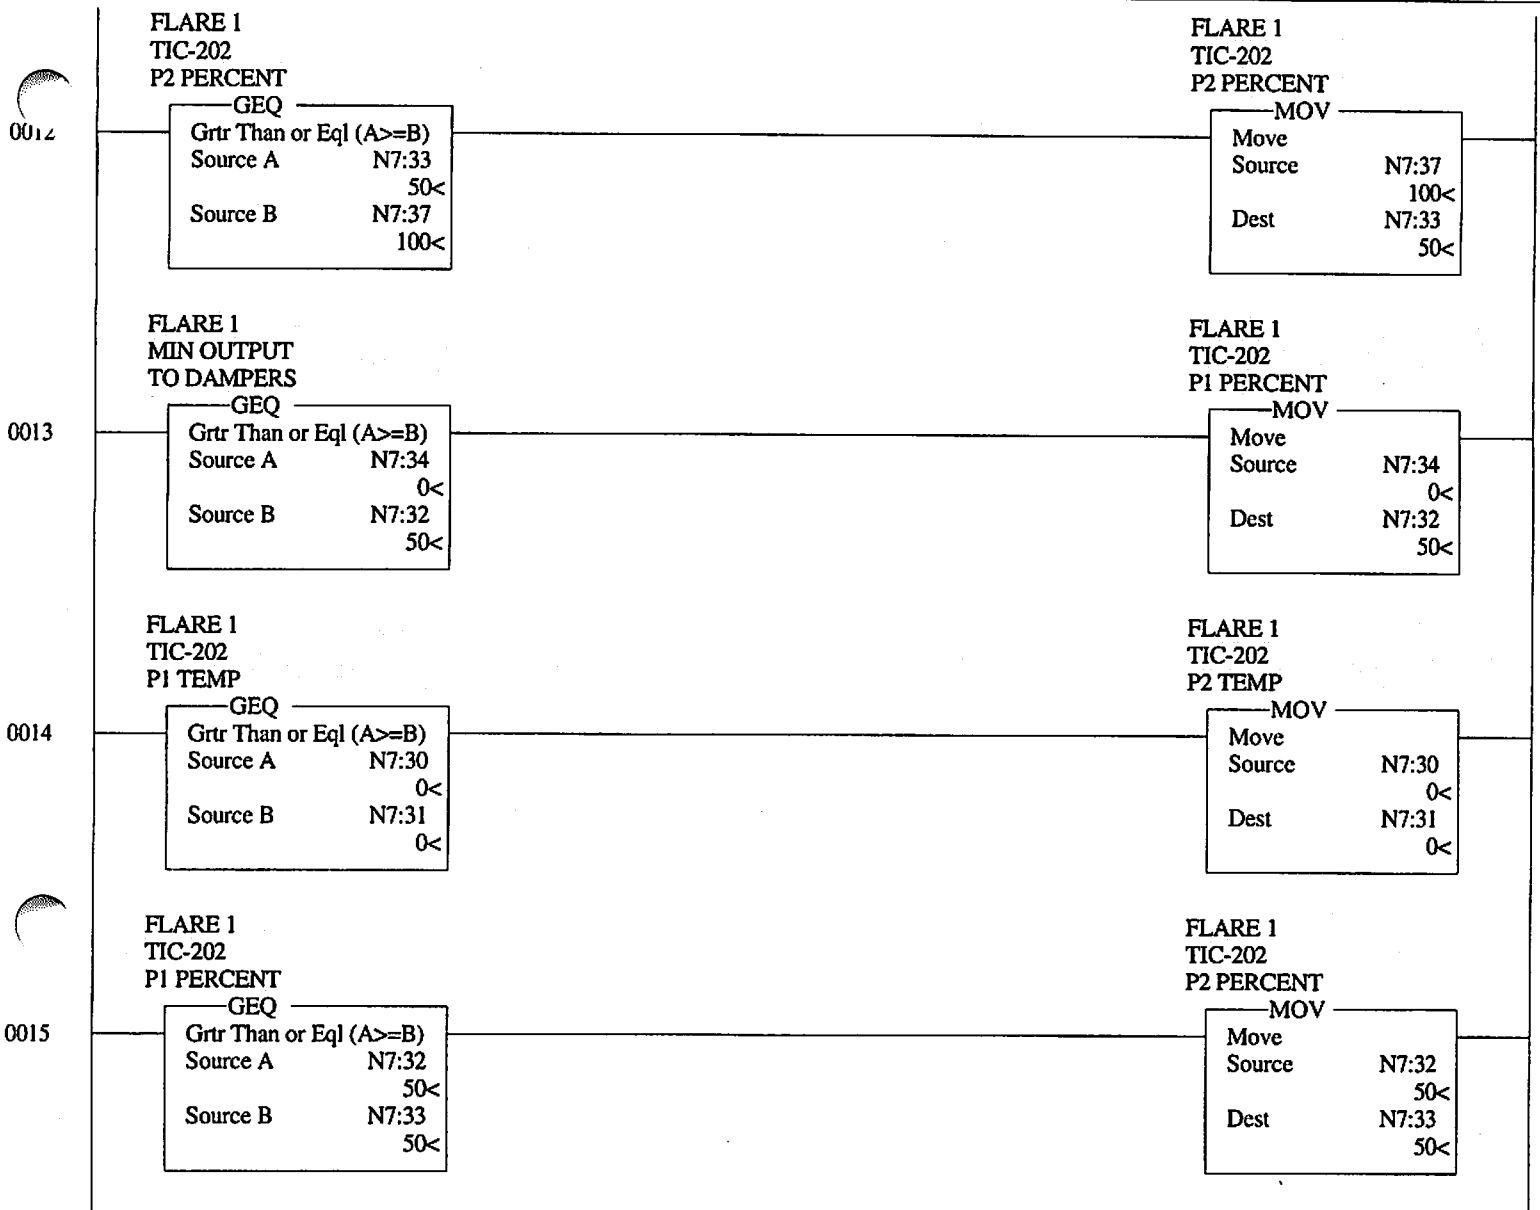 FLARE 1
TIC-202
P2 PERCENT
GEQ
0012
Grtr Than or Eql (A>=B)
Source A N7:33
50<
Source B N7:37
100<
FLARE 1
TIC-202
P2 PERCENT
MOV
Move
Source N7:37
100<
Dest N7:33
50<
FLARE 1
MIN OUTPUT
TO DAMPERS
GEQ
0013
Grtr Than or Eql (A>=B)
Source A N7:34
0<
Source B N7:32
50<
FLARE 1
TIC-202
P1 PERCENT
MOV
Move
Source N7:34
0<
Dest N7:32
50<
FLARE 1
TIC-202
P1 TEMP
GEQ
0014
Grtr Than or Eql (A>=B)
Source A N7:30
0<
Source B N7:31
0<
FLARE 1
TIC-202
P2 TEMP
MOV
Move
Source N7:30
0<
Dest N7:31
0<
FLARE 1
TIC-202
P1 PERCENT
GEQ
0015
Grtr Than or Eql (A>=B)
Source A N7:32
50<
Source B N7:33
50<
FLARE 1
TIC-202
P2 PERCENT
MOV
Move
Source N7:32
50<
Dest N7:33
50<